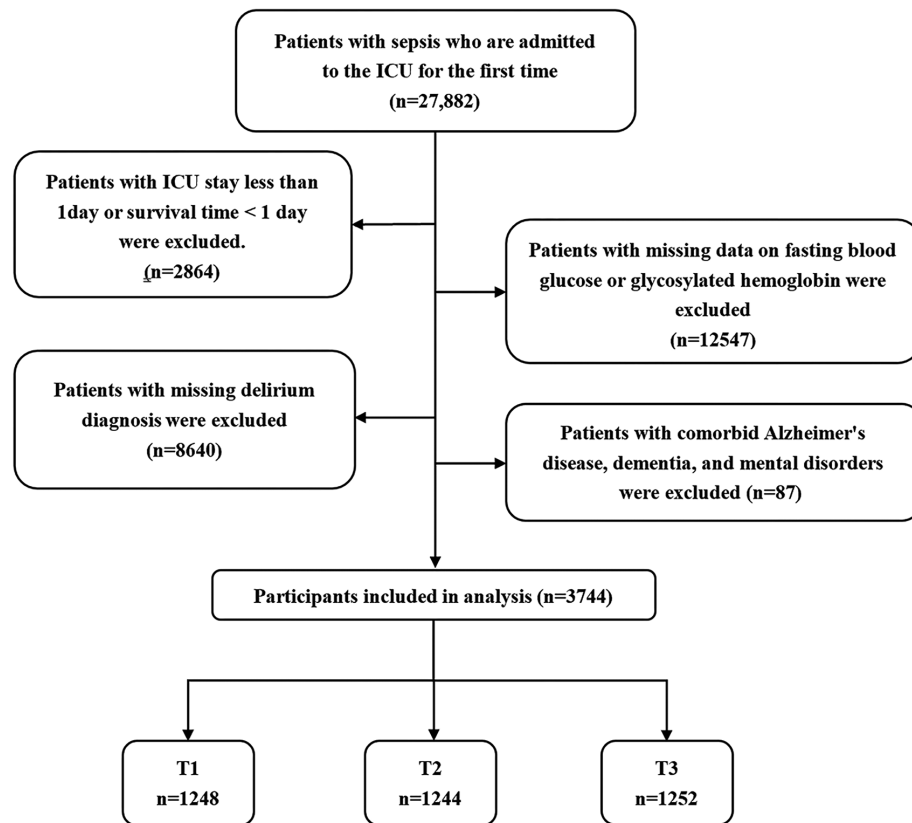 Patients with sepsis who are admitted
to the ICU for the first time
(n=27,882)
Patients with ICU stay less than
1day or survival time < 1 day
were excluded.
(n=2864)
Patients with missing data on fasting blood
glucose or glycosylated hemoglobin were
excluded
(n=12547)
Patients with missing delirium
diagnosis were excluded
(n=8640)
Patients with comorbid Alzheimer's
disease, dementia, and mental disorders
were excluded (n=87)
Participants included in analysis (n=3744)
T1
n=1248
T2
n=1244
T3
n=1252